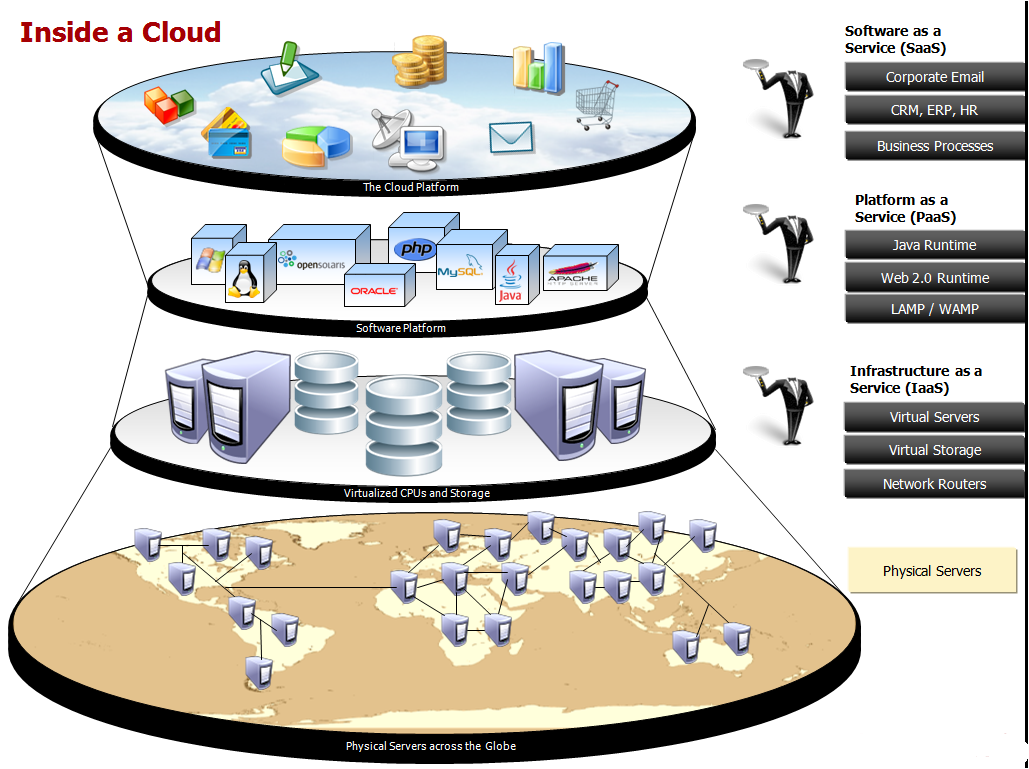 Inside a Cloud
The Cloud Platform
Software as a
Service (SaaS)
Corporate Email
CRM, ERP, HR
Business Processes
opensolaris
php
MySQL
ORACLE
Java
APACHE
HTTP SERVER
Software Platform
Platform as a
Service (PaaS)
Java Runtime
Web 2.0 Runtime
LAMP / WAMP
Virtualized CPUs and Storage
Infrastructure as a
Service (IaaS)
Virtual Servers
Virtual Storage
Network Routers
Physical Servers
Physical Servers across the Globe